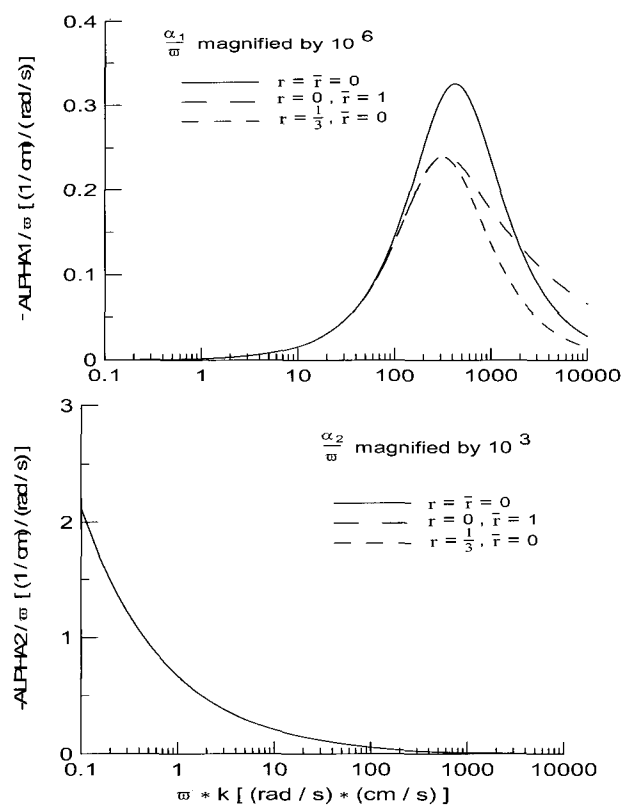 0.4
α1/ϖ magnified by 10 6
r = r̄ = 0
r = 0 , r̄ = 1
r = 1/3 , r̄ = 0
0.3
0.2
0.1
0
-ALPHA1/ϖ [(1/cm)/(rad/s)]
0.1 1 10 100 1000 10000
3
α2/ϖ magnified by 10 3
r = r̄ = 0
r = 0 , r̄ = 1
r = 1/3 , r̄ = 0
2
1
0
-ALPHA2/ϖ [(1/cm)/(rad/s)]
0.1 1 10 100 1000 10000
ϖ * k [ (rad / s) * (cm / s) ]